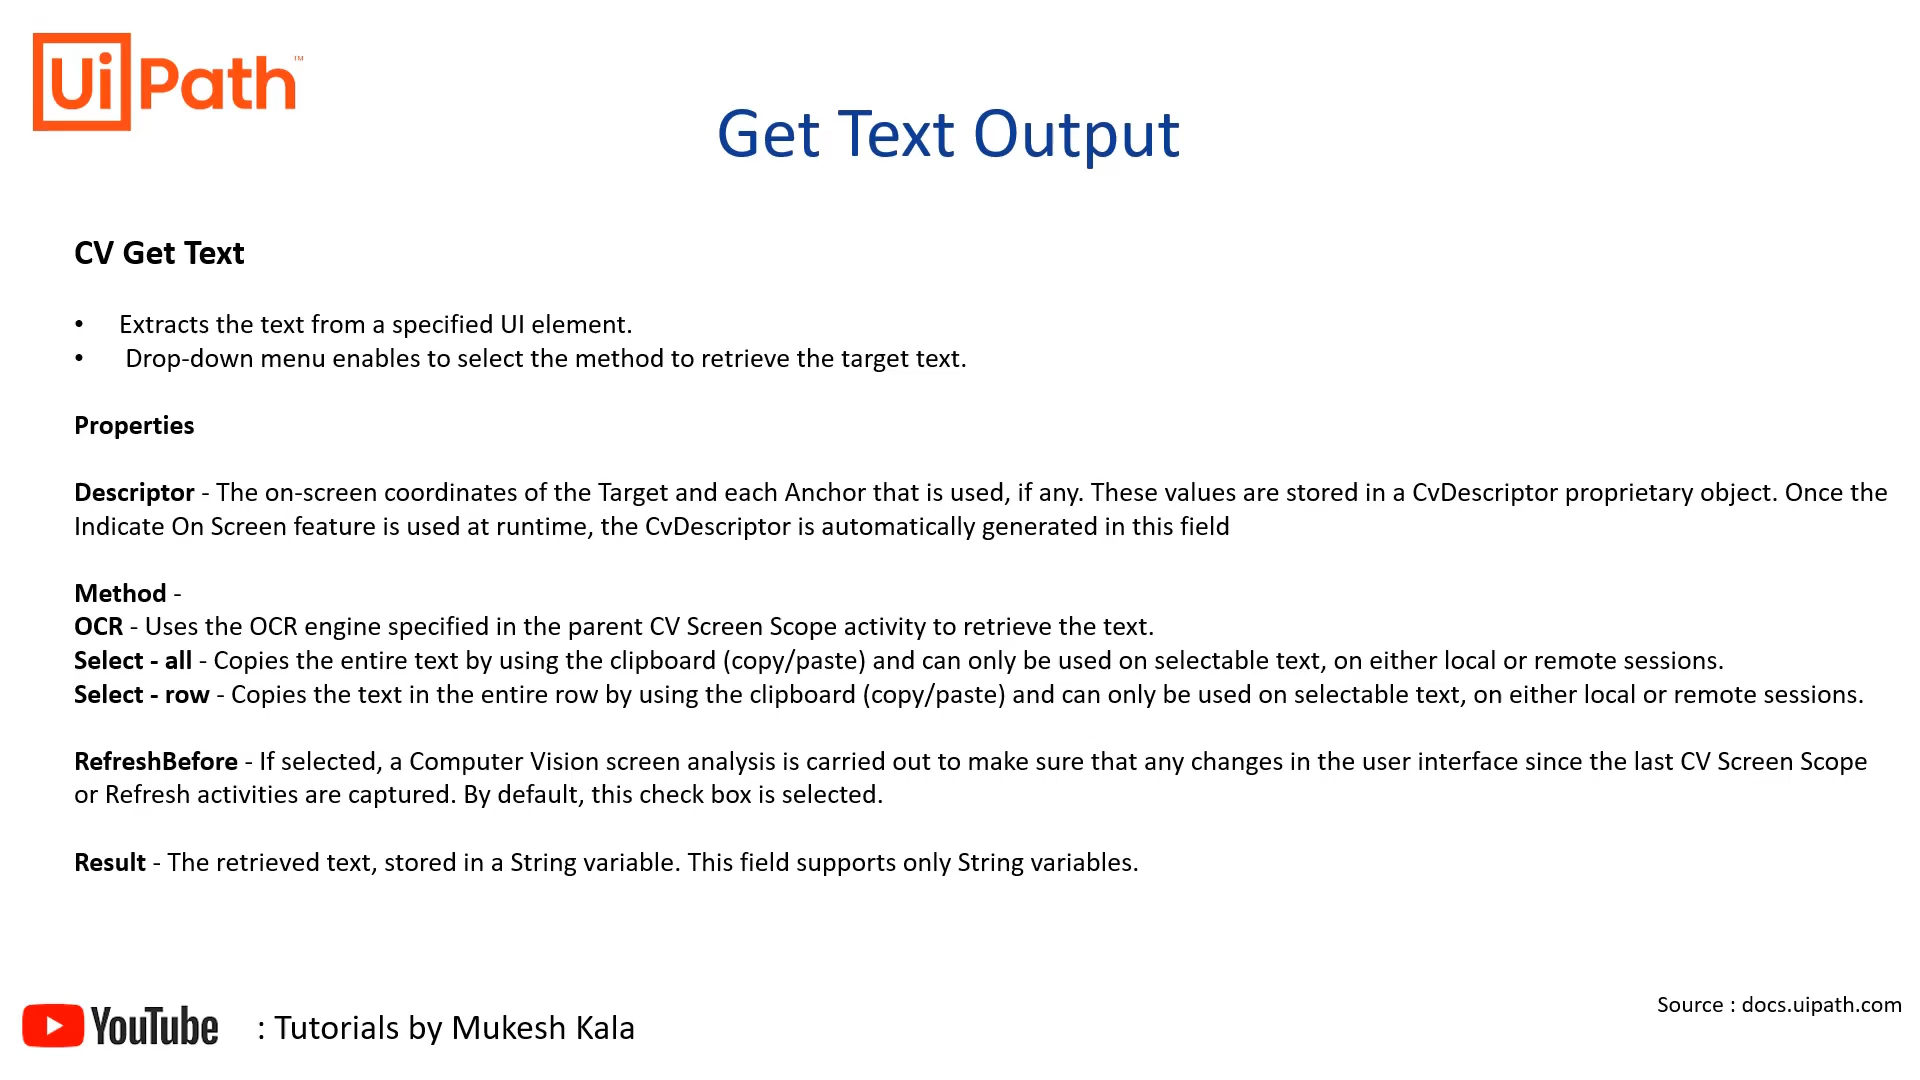 UiPath™
Get Text Output
CV Get Text
• Extracts the text from a specified UI element.
• Drop-down menu enables to select the method to retrieve the target text.
Properties
Descriptor - The on-screen coordinates of the Target and each Anchor that is used, if any. These values are stored in a CvDescriptor proprietary object. Once the
Indicate On Screen feature is used at runtime, the CvDescriptor is automatically generated in this field
Method -
OCR - Uses the OCR engine specified in the parent CV Screen Scope activity to retrieve the text.
Select - all - Copies the entire text by using the clipboard (copy/paste) and can only be used on selectable text, on either local or remote sessions.
Select - row - Copies the text in the entire row by using the clipboard (copy/paste) and can only be used on selectable text, on either local or remote sessions.
RefreshBefore - If selected, a Computer Vision screen analysis is carried out to make sure that any changes in the user interface since the last CV Screen Scope
or Refresh activities are captured. By default, this check box is selected.
Result - The retrieved text, stored in a String variable. This field supports only String variables.
Source : docs.uipath.com
YouTube : Tutorials by Mukesh Kala